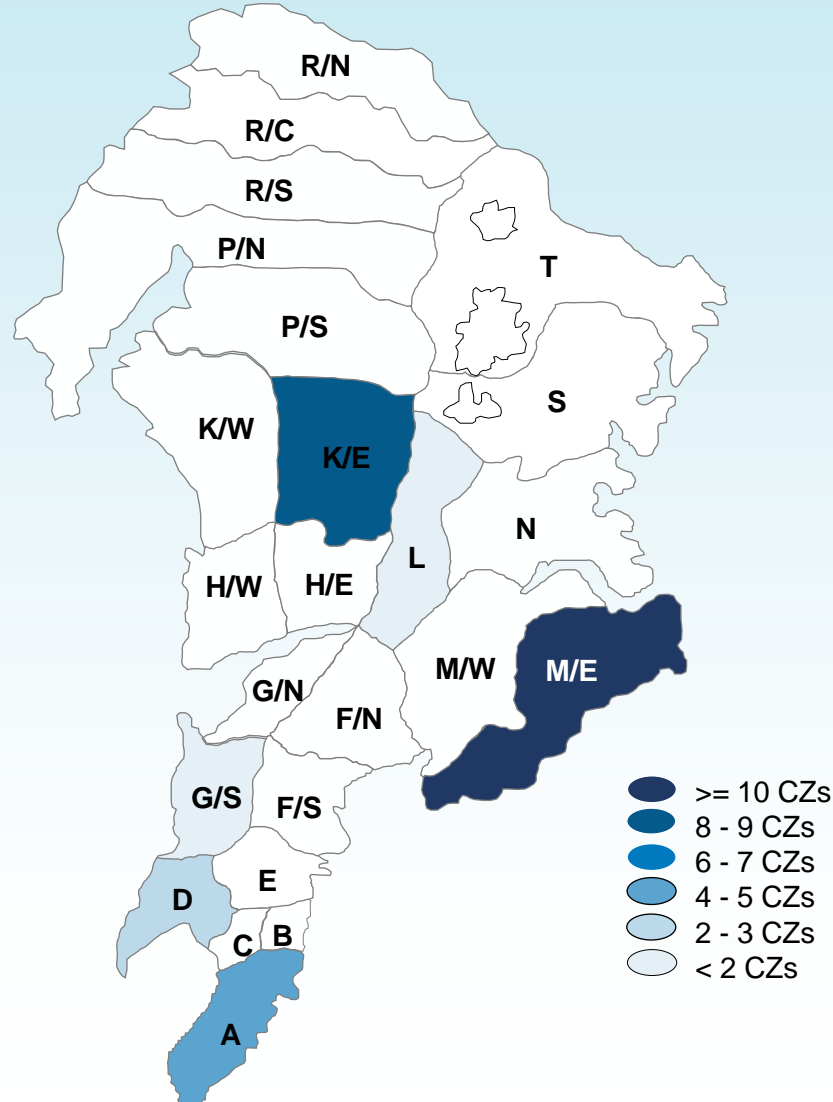 R/N
R/C
R/S
P/N
T
P/S
S
K/W
K/E
N
L
H/W
H/E
M/W
M/E
G/N
F/N
G/S
F/S
E
D
B
C
A
>= 10 CZs
8 - 9 CZs
6 - 7 CZs
4 - 5 CZs
2 - 3 CZs
< 2 CZs